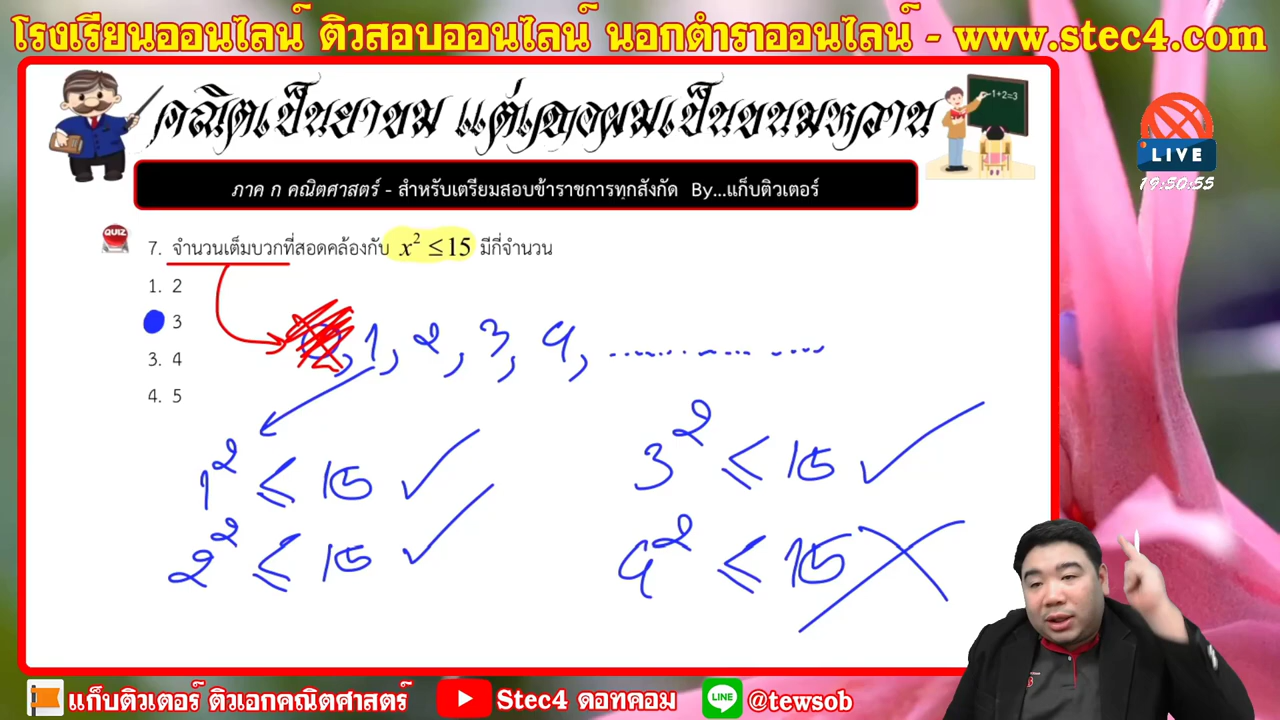 โรงเรียนออนไลน์ ติวสอบออนไลน์ นอกตำราออนไลน์ - www.stec4.com
คณิตเป็นยาขม แต่เธอผมเป็นขนมหวาน
-1+2=3
LIVE
19:50:55
ภาค ก คณิตศาสตร์ - สำหรับเตรียมสอบข้าราชการทุกสังกัด By...แก็บติวเตอร์
QUIZ
7. จำนวนเต็มบวกที่สอดคล้องกับ x² ≤ 15 มีกี่จำนวน
1. 2
3
3. 4
4. 5
, 1, 2, 3, 4, ..................
1² ≤ 15 ✓
2² ≤ 15 ✓
3² ≤ 15 ✓
4² ≤ 15 ✗
แก็บติวเตอร์ ติวเอกคณิตศาสตร์ Stec4 ดอทคอม LINE @tewsob